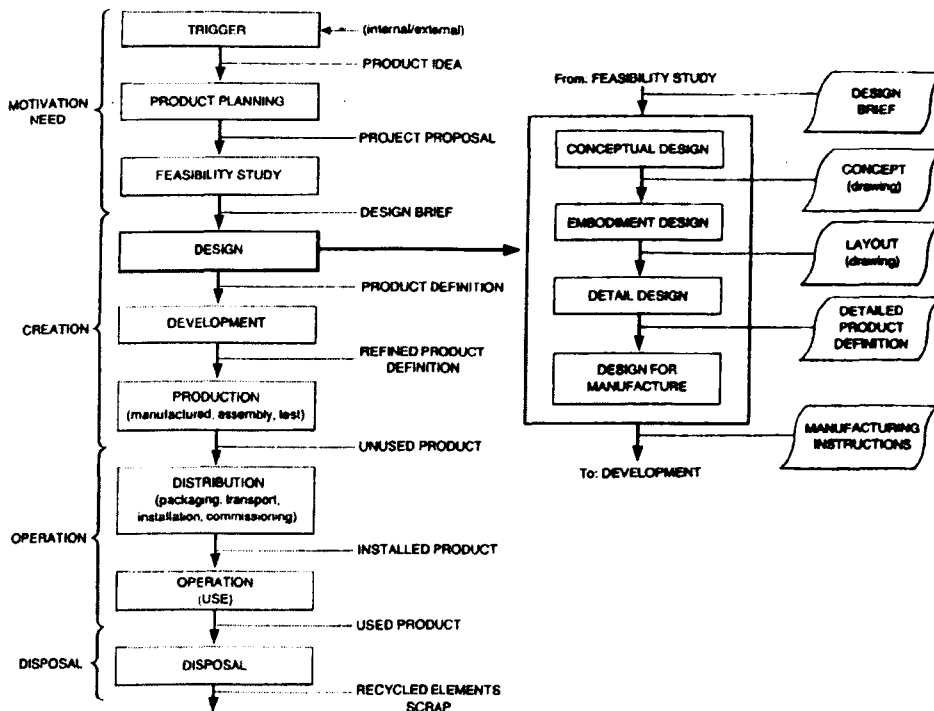 TRIGGER
(internal/external)
PRODUCT IDEA
MOTIVATION
NEED
PRODUCT PLANNING
PROJECT PROPOSAL
FEASIBILITY STUDY
DESIGN BRIEF
DESIGN
PRODUCT DEFINITION
CREATION
DEVELOPMENT
REFINED PRODUCT
DEFINITION
PRODUCTION
(manufactured, assembly, test)
UNUSED PRODUCT
DISTRIBUTION
(packaging, transport,
installation, commissioning)
OPERATION
INSTALLED PRODUCT
OPERATION
(USE)
USED PRODUCT
DISPOSAL
DISPOSAL
RECYCLED ELEMENTS
SCRAP
From: FEASIBILITY STUDY
DESIGN
BRIEF
CONCEPTUAL DESIGN
CONCEPT
(drawing)
EMBODIMENT DESIGN
LAYOUT
(drawing)
DETAIL DESIGN
DETAILED
PRODUCT
DEFINITION
DESIGN FOR
MANUFACTURE
MANUFACTURING
INSTRUCTIONS
To: DEVELOPMENT